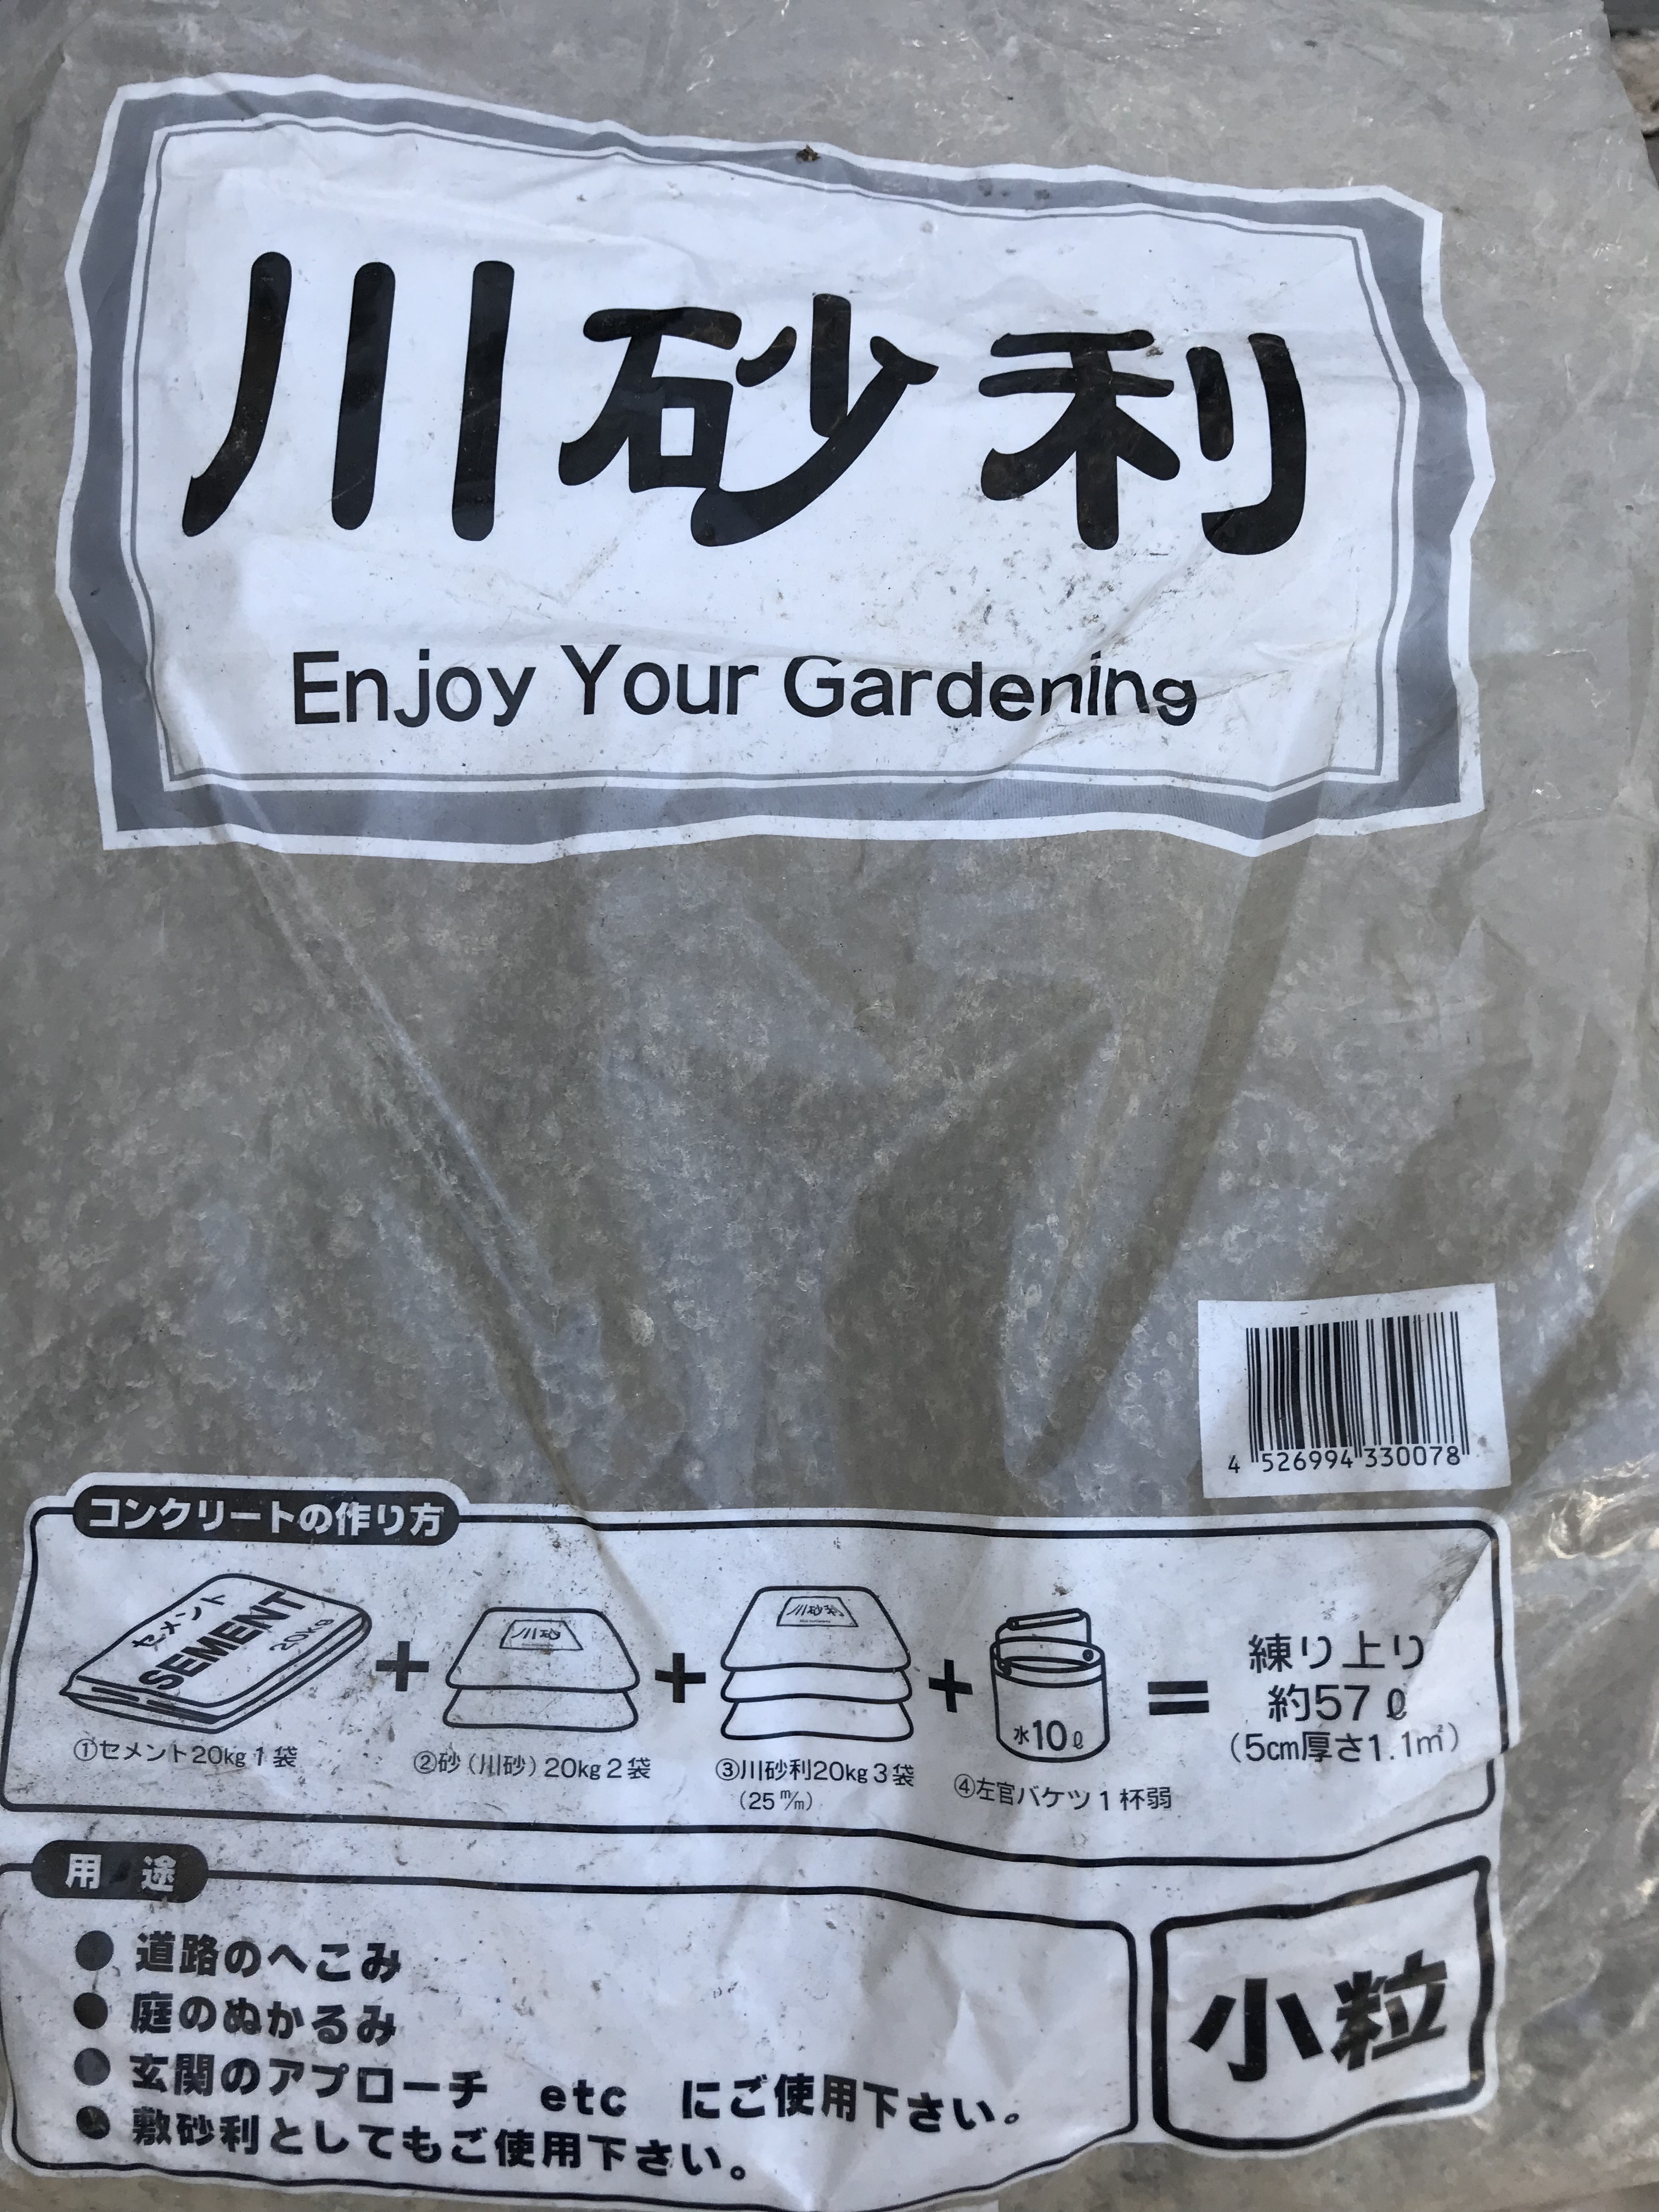 川砂利
Enjoy Your Gardening
4 526994 330078
コンクリートの作り方
セメント
SEMENT
20kg
川砂
川砂利
水10ℓ
+ + + =
練り上り
約57ℓ
(5cm厚さ1.1㎡)
①セメント20kg1袋
②砂(川砂)20kg2袋
③川砂利20kg3袋
(25m/m)
④左官バケツ1杯弱
用途
● 道路のへこみ
● 庭のぬかるみ
● 玄関のアプローチ etc にご使用下さい。
● 敷砂利としてもご使用下さい。
小粒